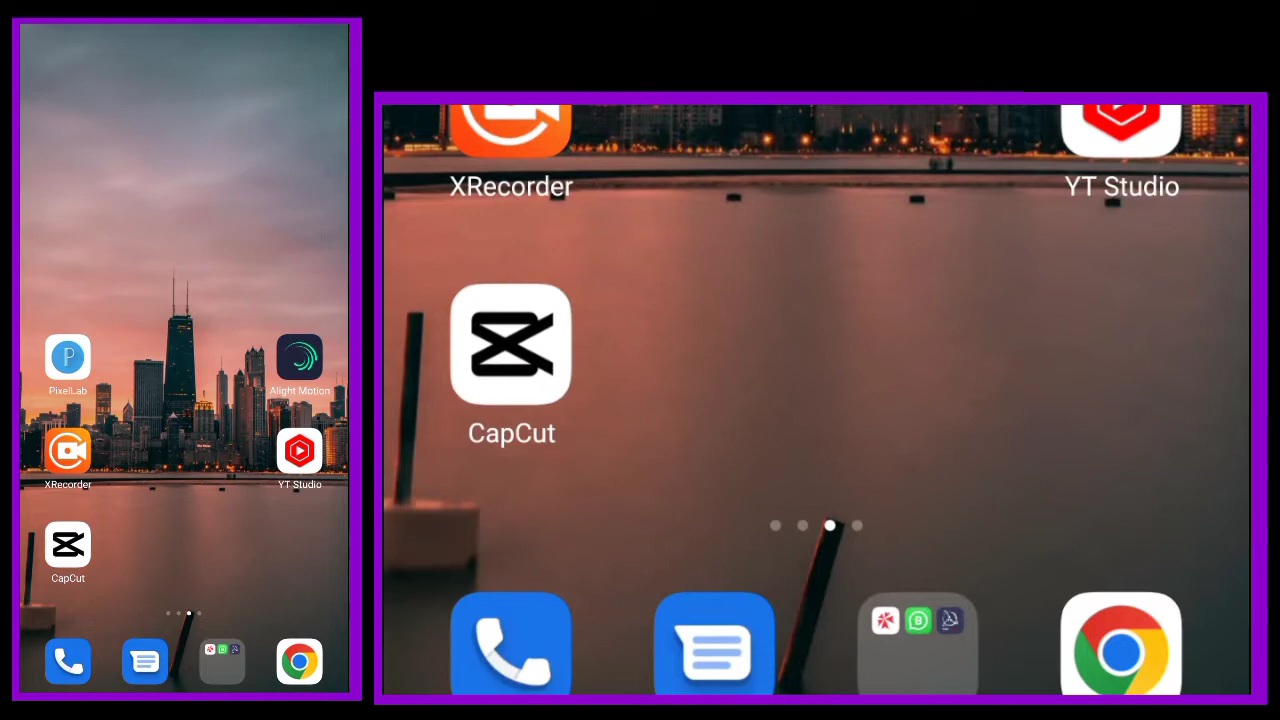 PixelLab
Alight Motion
XRecorder
YT Studio
CapCut
XRecorder
YT Studio
CapCut